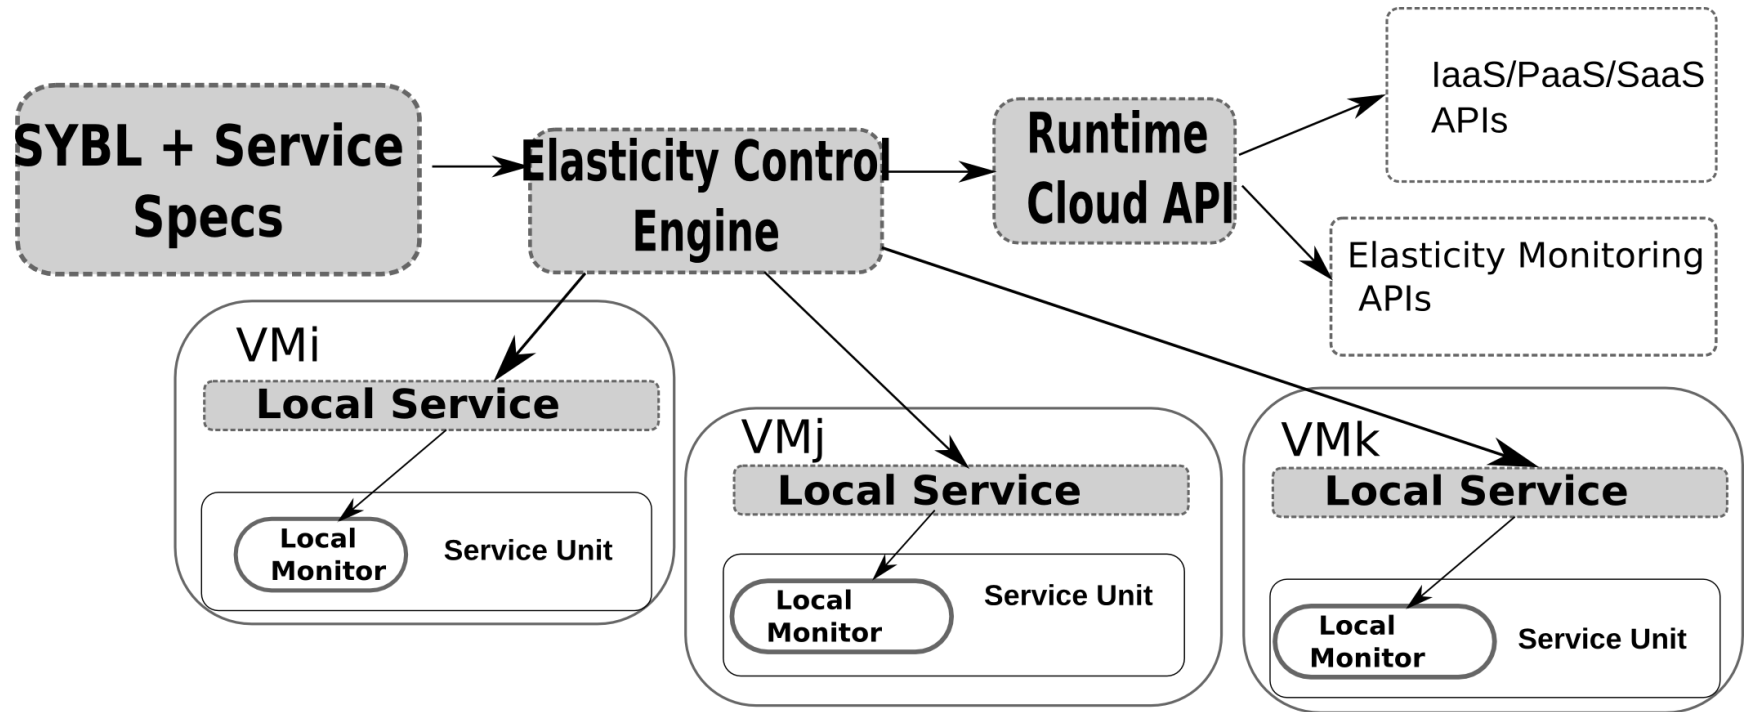 SYBL + Service
Specs
Elasticity Control
Engine
Runtime
Cloud API
IaaS/PaaS/SaaS
APIs
Elasticity Monitoring
APIs
VMi
Local Service
Local
Monitor
Service Unit
VMj
Local Service
Local
Monitor
Service Unit
VMk
Local Service
Local
Monitor
Service Unit